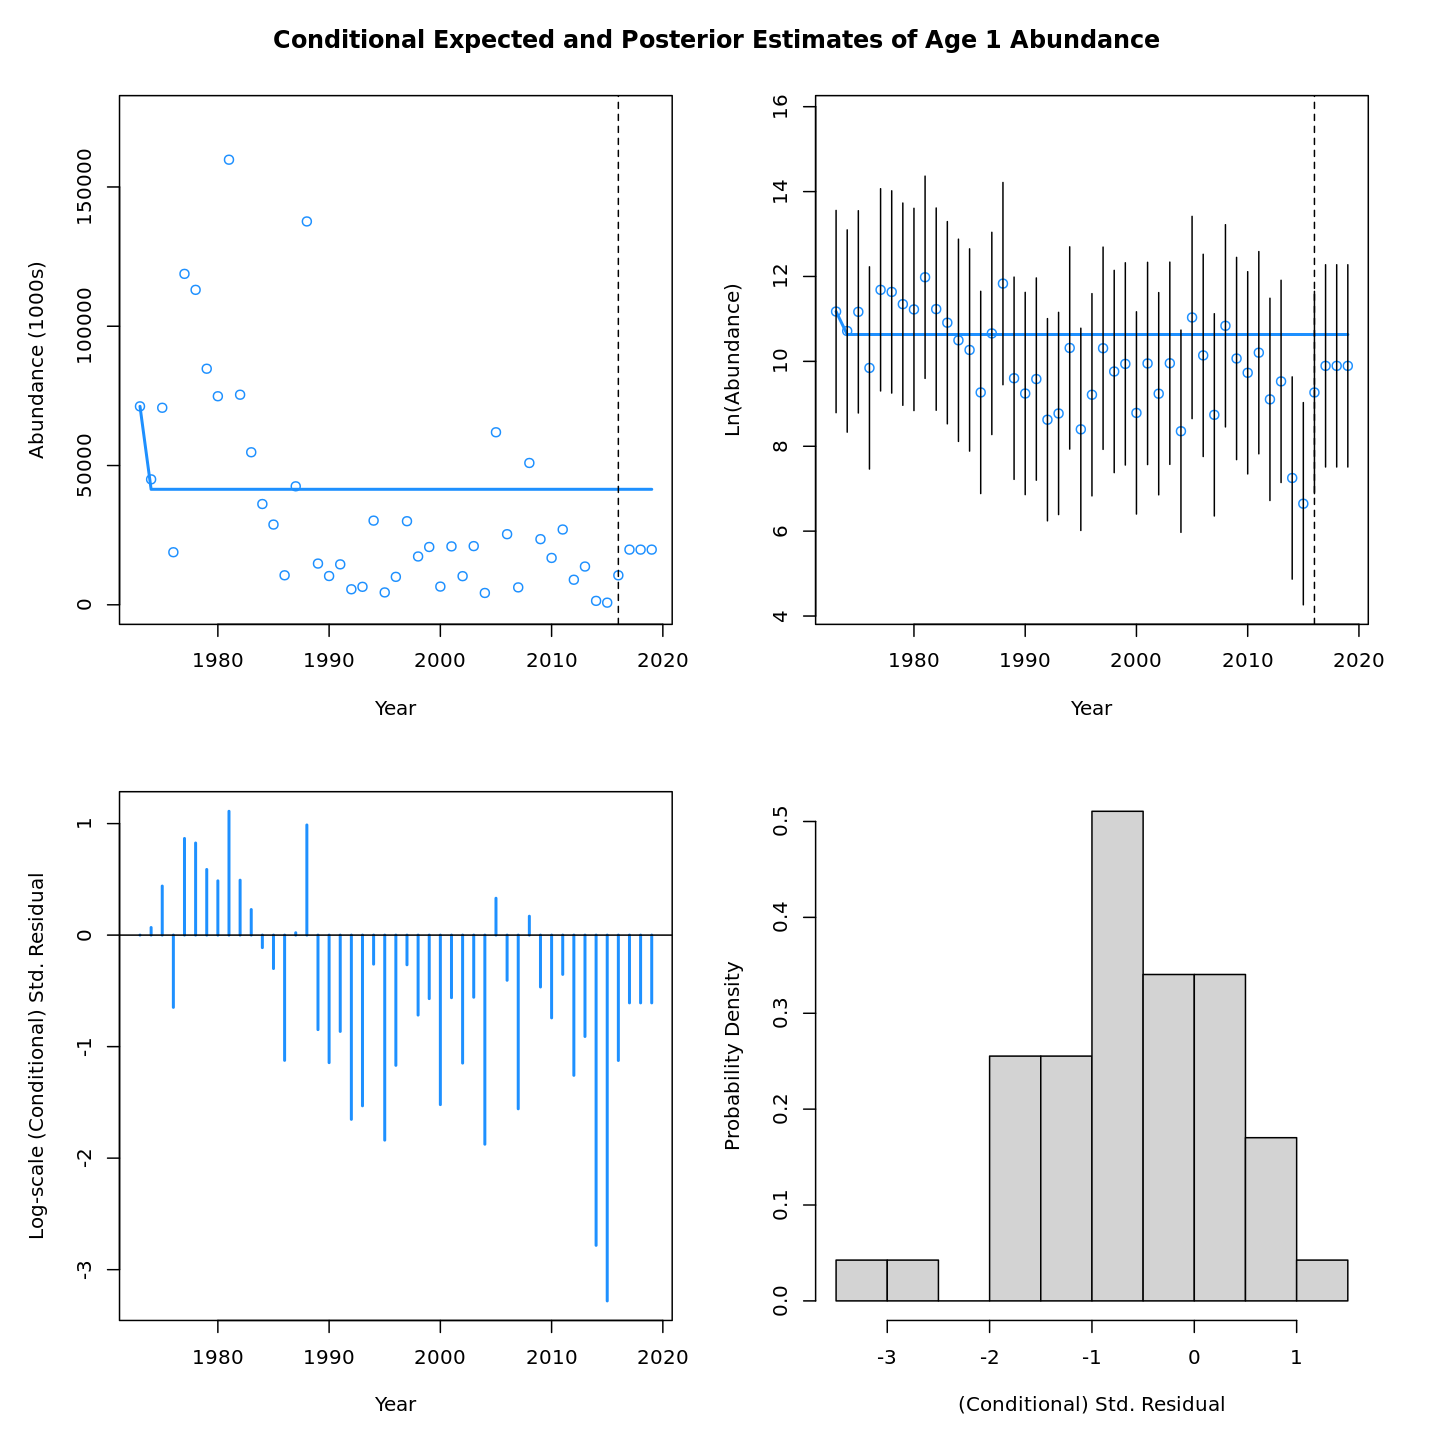 Conditional Expected and Posterior Estimates of Age 1 Abundance
Abundance (1000s)
150000
100000
50000
0
1980 1990 2000 2010 2020
Year
Ln(Abundance)
16
14
12
10
8
6
4
1980 1990 2000 2010 2020
Year
Log-scale (Conditional) Std. Residual
1
0
-1
-2
-3
1980 1990 2000 2010 2020
Year
Probability Density
0.5
0.4
0.3
0.2
0.1
0.0
-3 -2 -1 0 1
(Conditional) Std. Residual